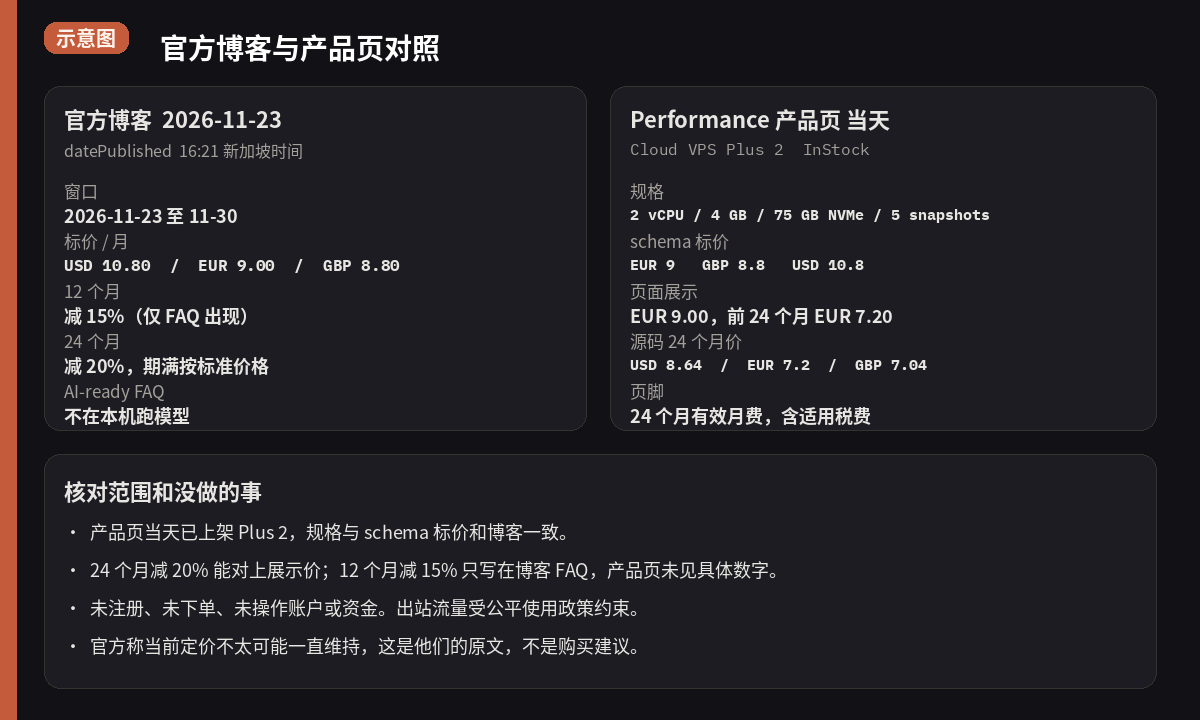 示意图
官方博客与产品页对照
官方博客 2026-11-23
datePublished 16:21 新加坡时间
窗口
2026-11-23 至 11-30
标价 / 月
USD 10.80 / EUR 9.00 / GBP 8.80
12 个月
减 15%（仅 FAQ 出现）
24 个月
减 20%，期满按标准价格
AI-ready FAQ
不在本机跑模型
Performance 产品页 当天
Cloud VPS Plus 2 InStock
规格
2 vCPU / 4 GB / 75 GB NVMe / 5 snapshots
schema 标价
EUR 9 GBP 8.8 USD 10.8
页面展示
EUR 9.00，前 24 个月 EUR 7.20
源码 24 个月价
USD 8.64 / EUR 7.2 / GBP 7.04
页脚
24 个月有效月费，含适用税费
核对范围和没做的事
· 产品页当天已上架 Plus 2，规格与 schema 标价和博客一致。
· 24 个月减 20% 能对上展示价；12 个月减 15% 只写在博客 FAQ，产品页未见具体数字。
· 未注册、未下单、未操作账户或资金。出站流量受公平使用政策约束。
· 官方称当前定价不太可能一直维持，这是他们的原文，不是购买建议。